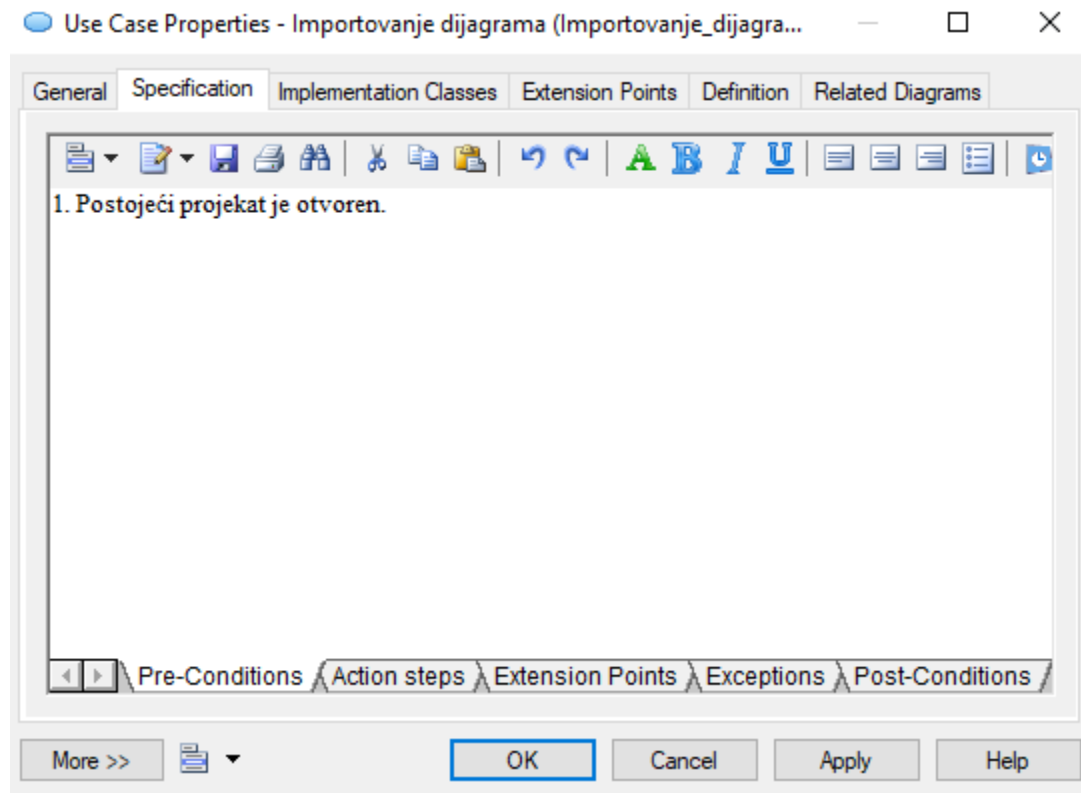 Use Case Properties - Importovanje dijagrama (Importovanje_dijagra...
General Specification Implementation Classes Extension Points Definition Related Diagrams
A B I U
1. Postojeći projekat je otvoren.
Pre-Conditions Action steps Extension Points Exceptions Post-Conditions
More >> OK Cancel Apply Help